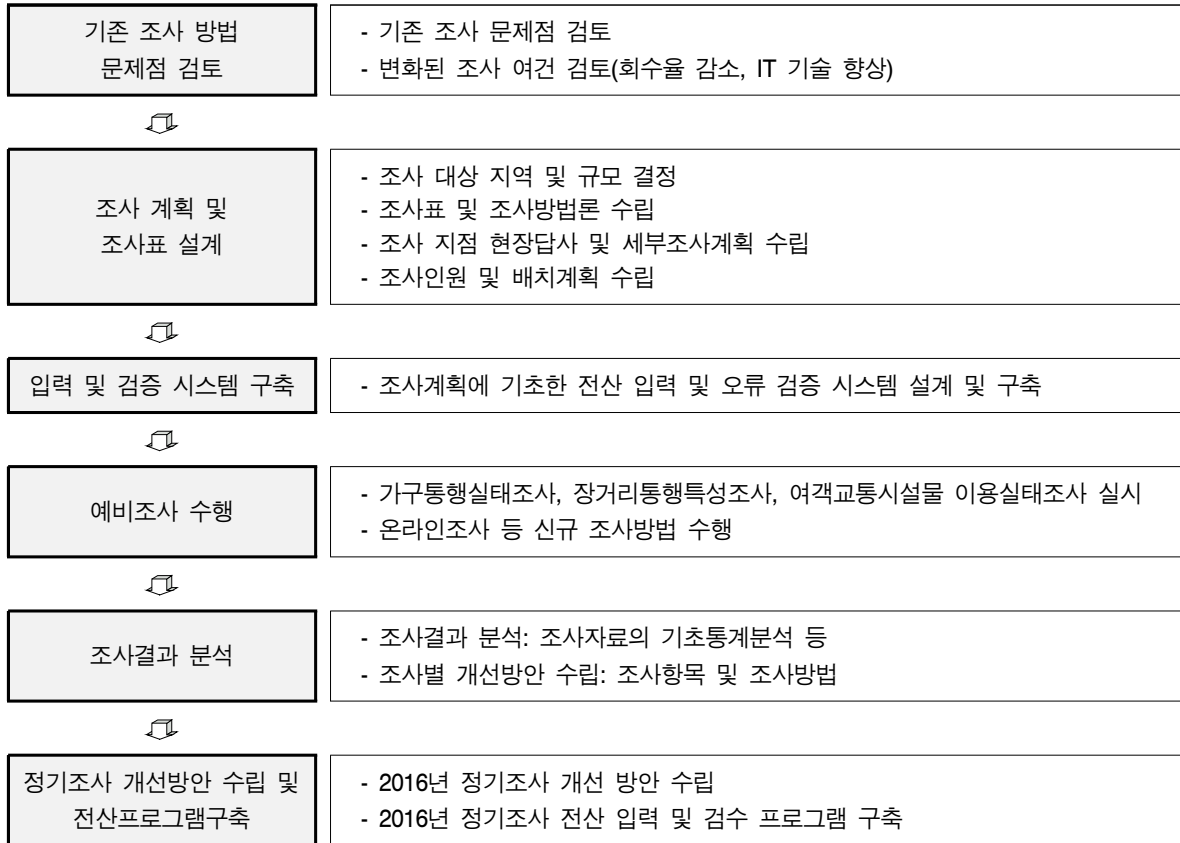 기존 조사 방법
문제점 검토
- 기존 조사 문제점 검토
- 변화된 조사 여건 검토(회수율 감소, IT 기술 향상)
조사 계획 및
조사표 설계
- 조사 대상 지역 및 규모 결정
- 조사표 및 조사방법론 수립
- 조사 지점 현장답사 및 세부조사계획 수립
- 조사인원 및 배치계획 수립
입력 및 검증 시스템 구축
- 조사계획에 기초한 전산 입력 및 오류 검증 시스템 설계 및 구축
예비조사 수행
- 가구통행실태조사, 장거리통행특성조사, 여객교통시설물 이용실태조사 실시
- 온라인조사 등 신규 조사방법 수행
조사결과 분석
- 조사결과 분석: 조사자료의 기초통계분석 등
- 조사별 개선방안 수립: 조사항목 및 조사방법
정기조사 개선방안 수립 및
전산프로그램구축
- 2016년 정기조사 개선 방안 수립
- 2016년 정기조사 전산 입력 및 검수 프로그램 구축